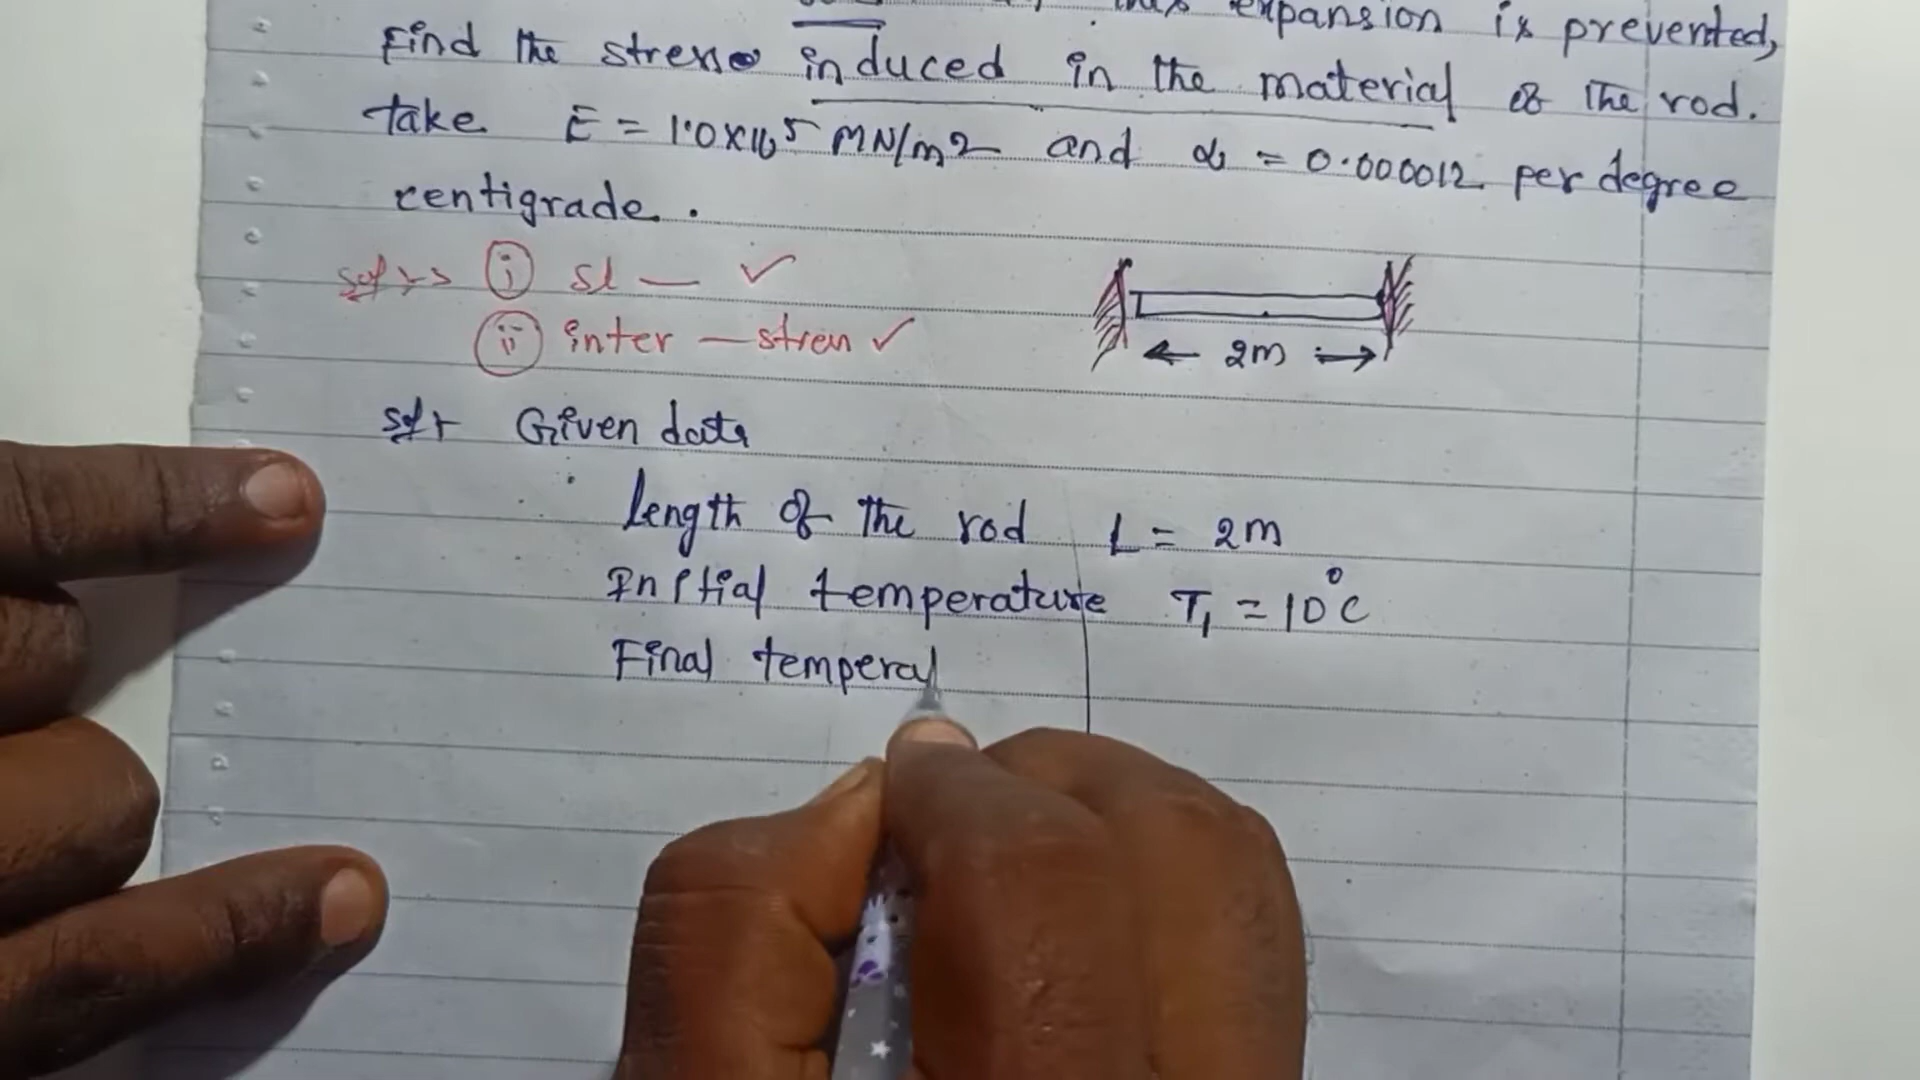 expansion is prevented,
Find the stress induced in the material of the rod.
take E = 1.0×10⁵ MN/m² and α = 0.000012 per degree
centigrade.
Sol:> (i) δl — ✓
(ii) inter — stren ✓
2m
Sol: Given data
Length of the rod L = 2m
Initial temperature T₁ = 10°C
Final tempera